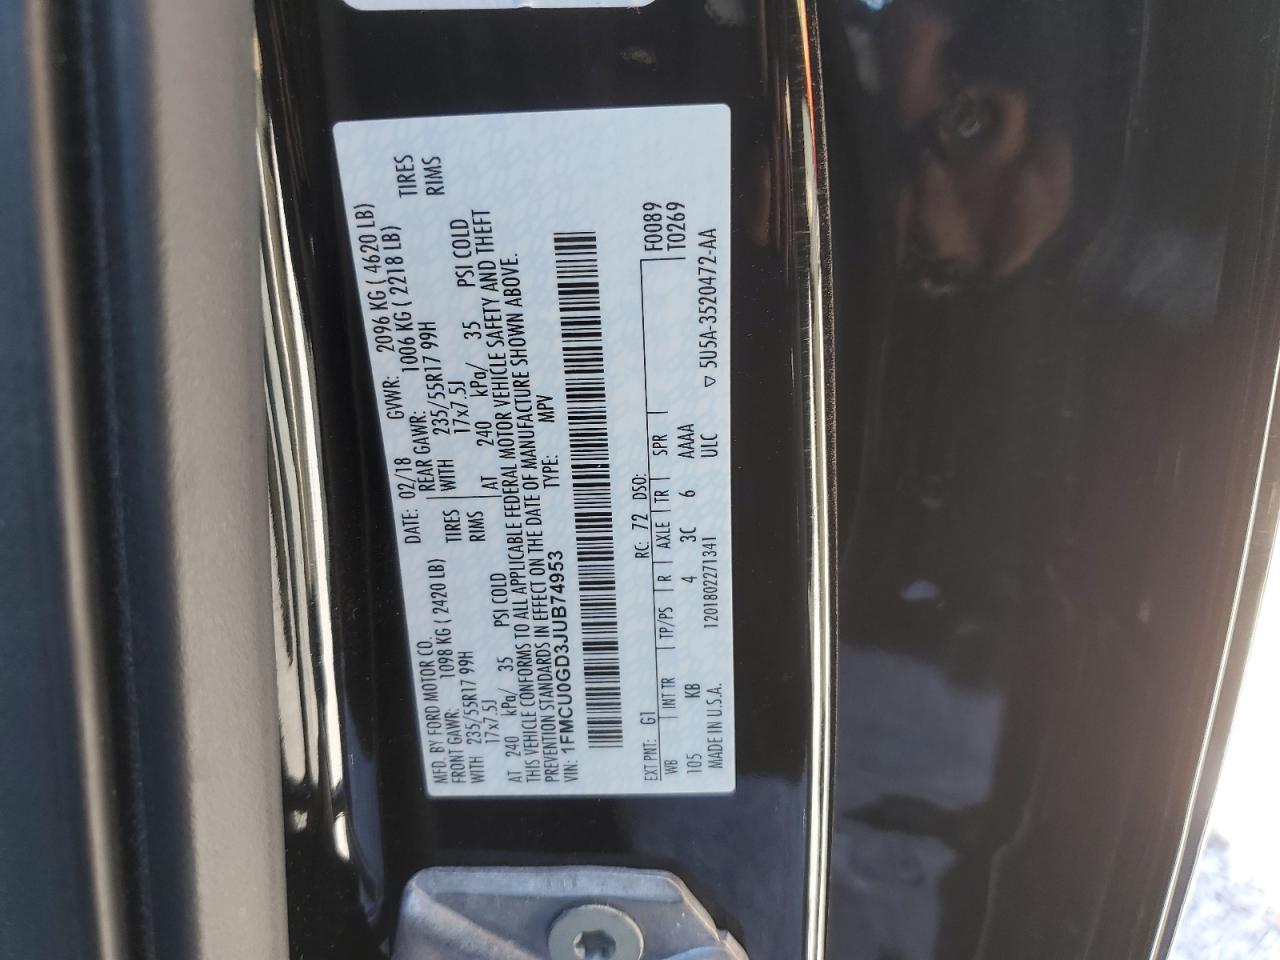 MFD. BY FORD MOTOR CO.
DATE: 02/18 GVWR: 2096 KG ( 4620 LB)
FRONT GAWR: 1098 KG ( 2420 LB) REAR GAWR: 1006 KG ( 2218 LB)
WITH 235/55R17 99H TIRES WITH 235/55R17 99H TIRES
17x7.5J RIMS 17x7.5J RIMS
AT 240 kPa/ 35 PSI COLD AT 240 kPa/ 35 PSI COLD
THIS VEHICLE CONFORMS TO ALL APPLICABLE FEDERAL MOTOR VEHICLE SAFETY AND THEFT
PREVENTION STANDARDS IN EFFECT ON THE DATE OF MANUFACTURE SHOWN ABOVE.
VIN: 1FMCU0GD3JUB74953 TYPE: MPV
EXT PNT: G1 RC: 72 DSO: F0089
WB INT TR TP/PS R AXLE TR SPR T0269
105 KB 4 3C 6 AAAA
MADE IN U.S.A. 1201802271341 ULC ▽ 5U5A-3520472-AA